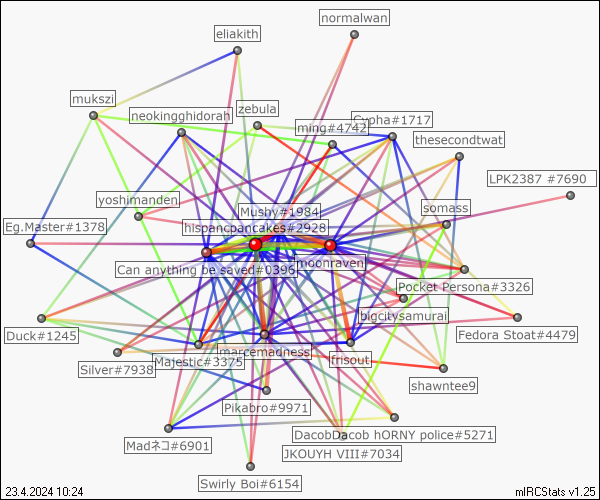 normalwan
eliakith
mukszi
zebula
neokingghidorah
Cypha#1717
ming#4742
thesecondtwat
LPK2387 #7690
yoshimanden
somass
Mushy#1984
Eg.Master#1378
hispancpancakes#2928
moonraven
Can anything be saved#0396
Pocket Persona#3326
bigcitysamurai
Duck#1245
Fedora Stoat#4479
marcemadness
frisout
Majestic#3375
Silver#7938
shawntee9
Pikabro#9971
DacobDacob hORNY police#5271
Madネコ#6901
JKOUYH VIII#7034
Swirly Boi#6154
23.4.2024 10:24
mIRCStats v1.25